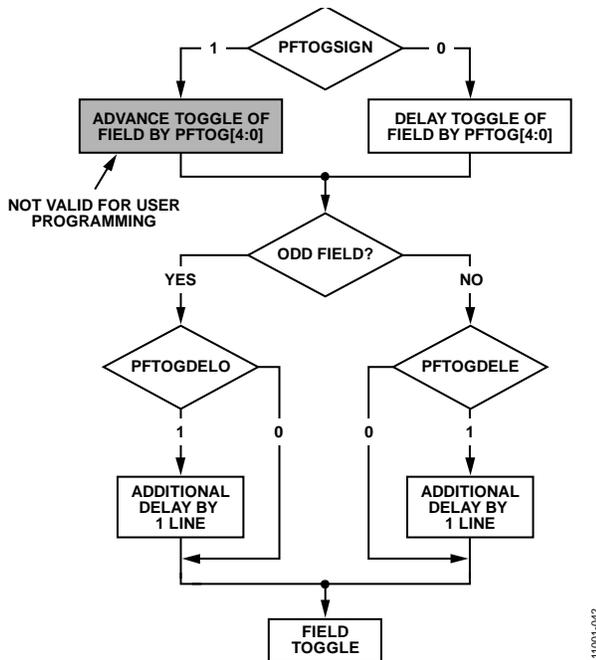 PFTOGSIGN
1
0
ADVANCE TOGGLE OF
FIELD BY PFTOG[4:0]
DELAY TOGGLE OF
FIELD BY PFTOG[4:0]
NOT VALID FOR USER
PROGRAMMING
ODD FIELD?
YES
NO
PFTOGDELO
PFTOGDELE
1
0
0
1
ADDITIONAL
DELAY BY
1 LINE
ADDITIONAL
DELAY BY
1 LINE
FIELD
TOGGLE
11001-042